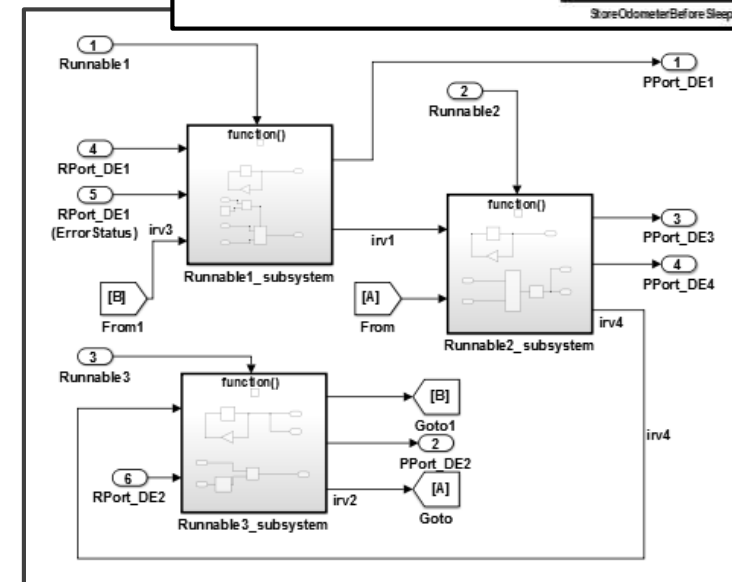 StoreOdometerBeforeSleep
1
Runnable1
1
PPort_DE1
2
Runnable2
function()
4
RPort_DE1
5
RPort_DE1
(ErrorStatus)
irv3
irv1
Runnable1_subsystem
function()
3
PPort_DE3
4
PPort_DE4
[B]
From1
[A]
From
irv4
Runnable2_subsystem
3
Runnable3
function()
[B]
Goto1
2
PPort_DE2
irv4
6
RPort_DE2
irv2
[A]
Goto
Runnable3_subsystem